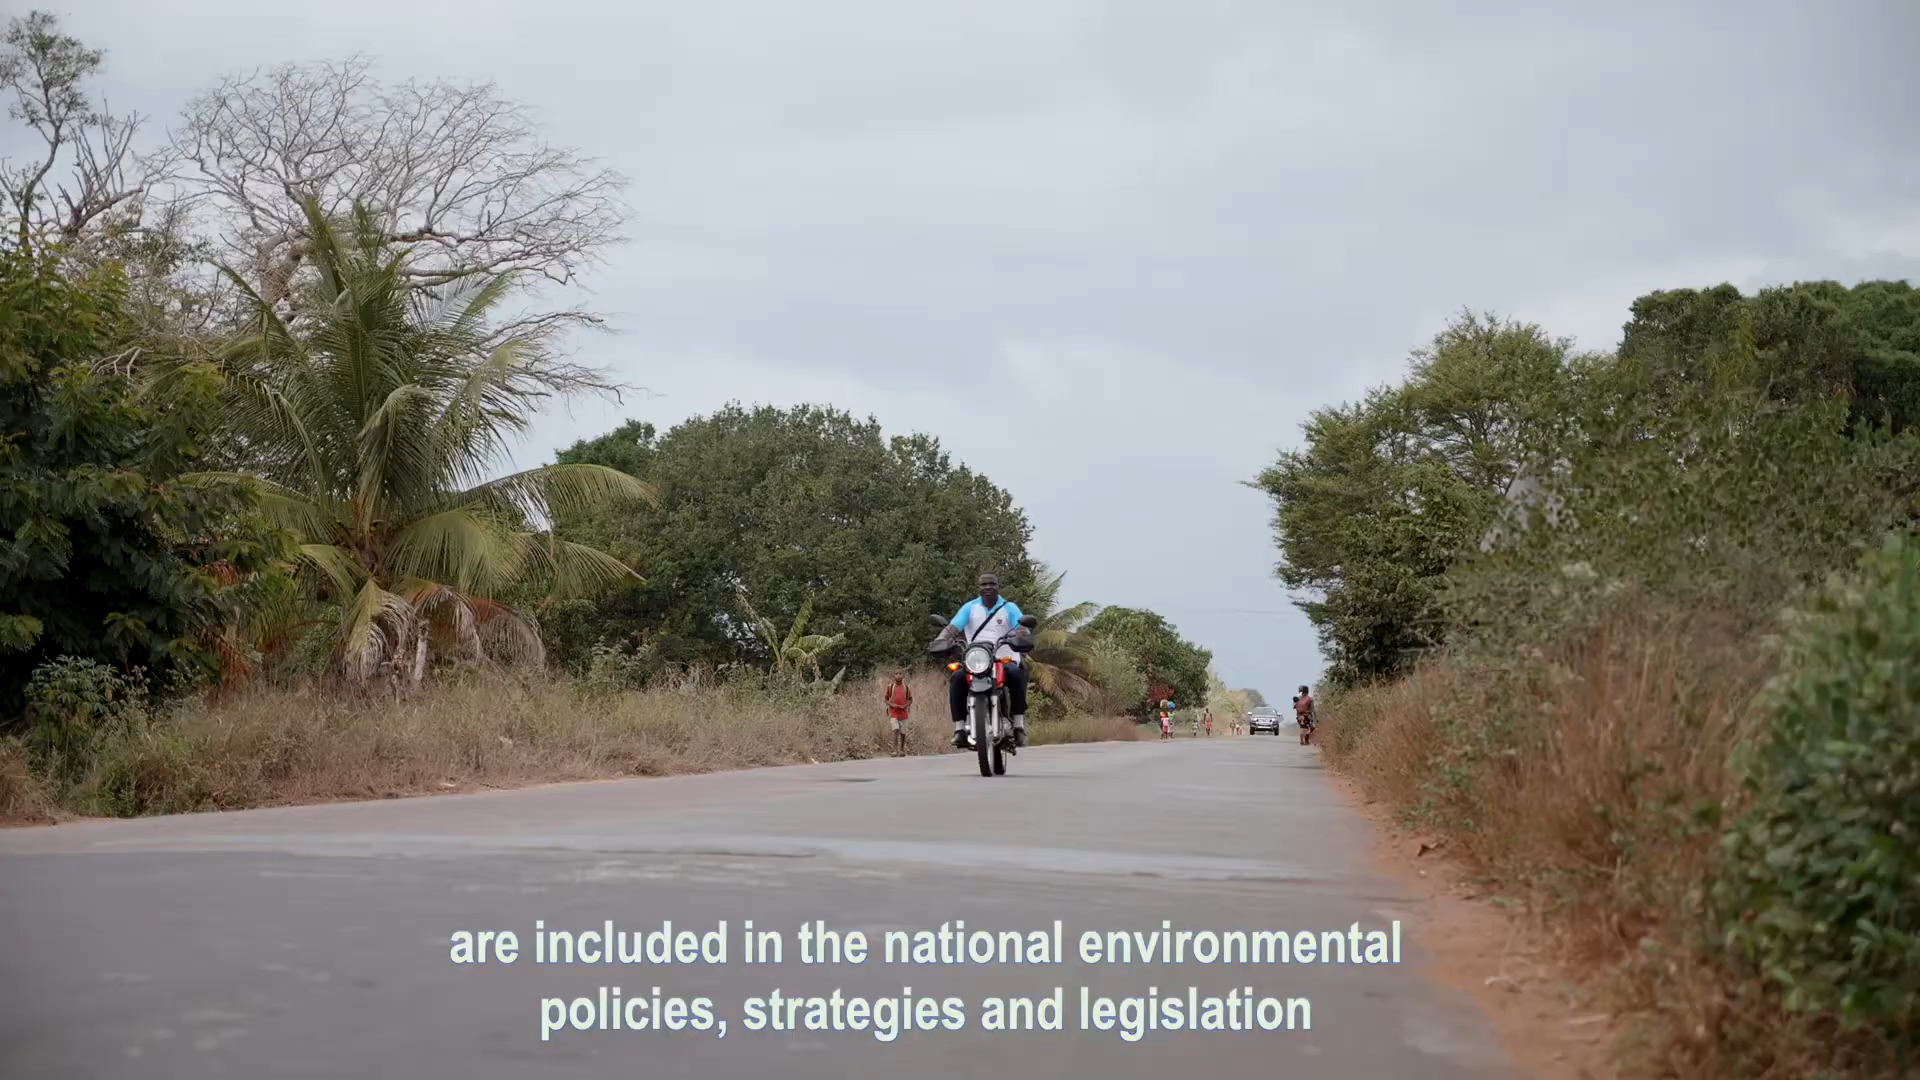 are included in the national environmental
policies, strategies and legislation